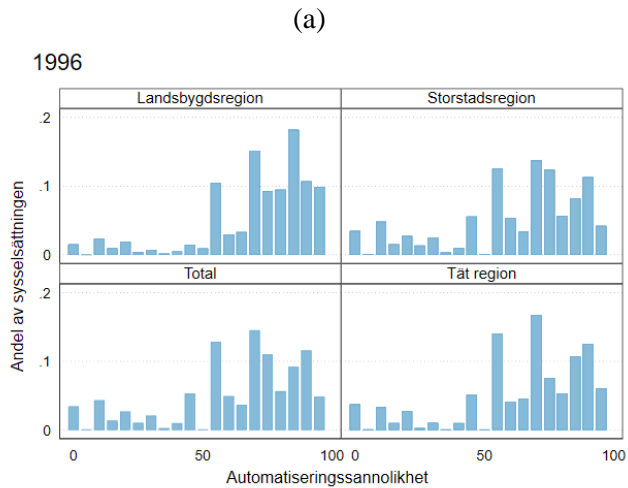 (a)
1996
Landsbygdsregion
Storstadsregion
.2
.1
0
Total
Tät region
.2
.1
0
0 50 100 0 50 100
Andel av sysselsättningen
Automatiseringssannolikhet